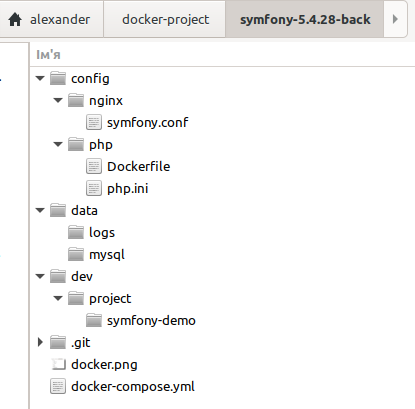 alexander docker-project symfony-5.4.28-back
Ім'я
config
nginx
symfony.conf
php
Dockerfile
php.ini
data
logs
mysql
dev
project
symfony-demo
.git
docker.png
docker-compose.yml